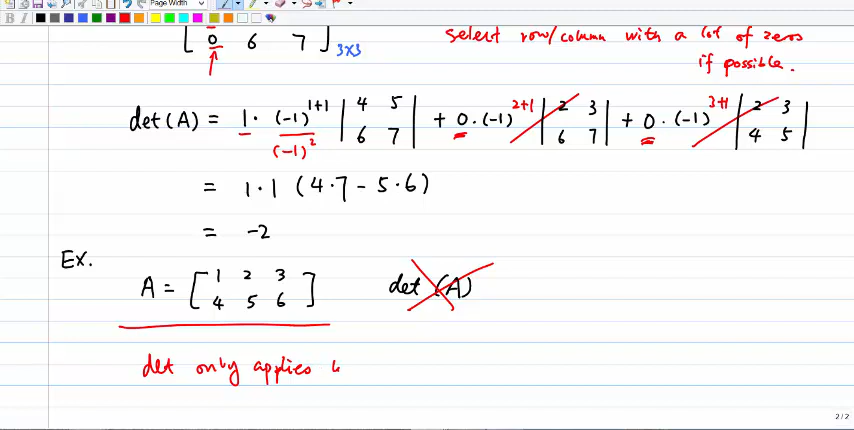 B I
Page Width
[ 0 6 7 ] 3x3
select row/column with a lot of zeros
if possible.
det(A) = 1 · (-1)^1+1 | 4 5 | + 0 · (-1)^2+1 | 2 3 | + 0 · (-1)^3+1 | 2 3 |
(-1)^2 | 6 7 | | 6 7 | | 4 5 |
= 1 · 1 (4·7 - 5·6)
= -2
Ex.
A = [ 1 2 3 det(A)
4 5 6 ]
det only applies
2/2